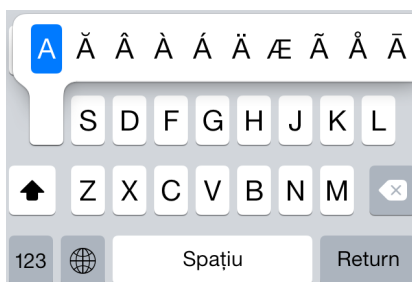 A Ă Â À Á Ä Æ Ã Å Ā
S D F G H J K L
Z X C V B N M
123 Spațiu Return